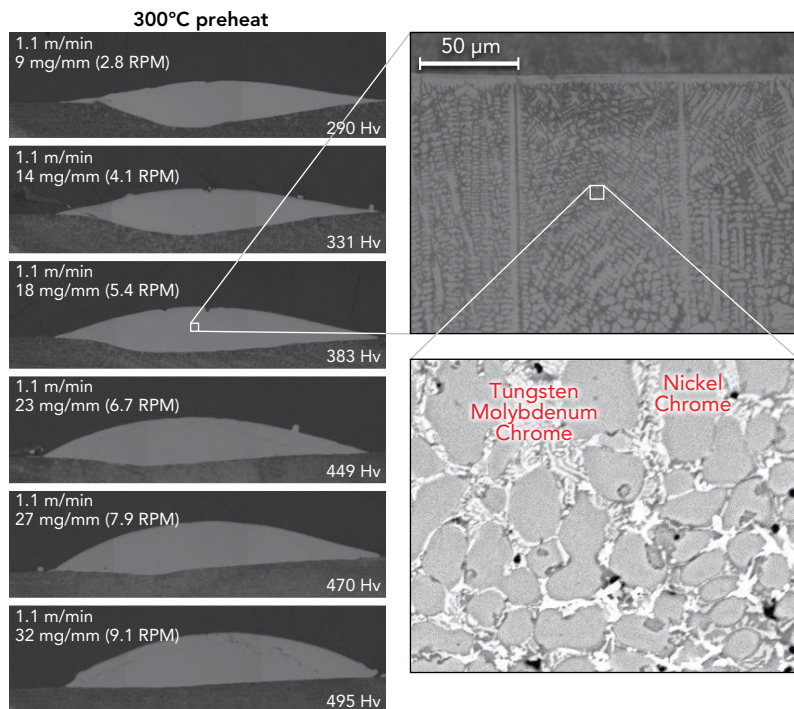 300°C preheat
1.1 m/min
9 mg/mm (2.8 RPM)
290 Hv
1.1 m/min
14 mg/mm (4.1 RPM)
331 Hv
1.1 m/min
18 mg/mm (5.4 RPM)
383 Hv
1.1 m/min
23 mg/mm (6.7 RPM)
449 Hv
1.1 m/min
27 mg/mm (7.9 RPM)
470 Hv
1.1 m/min
32 mg/mm (9.1 RPM)
495 Hv
50 µm
Tungsten
Molybdenum
Chrome
Nickel
Chrome